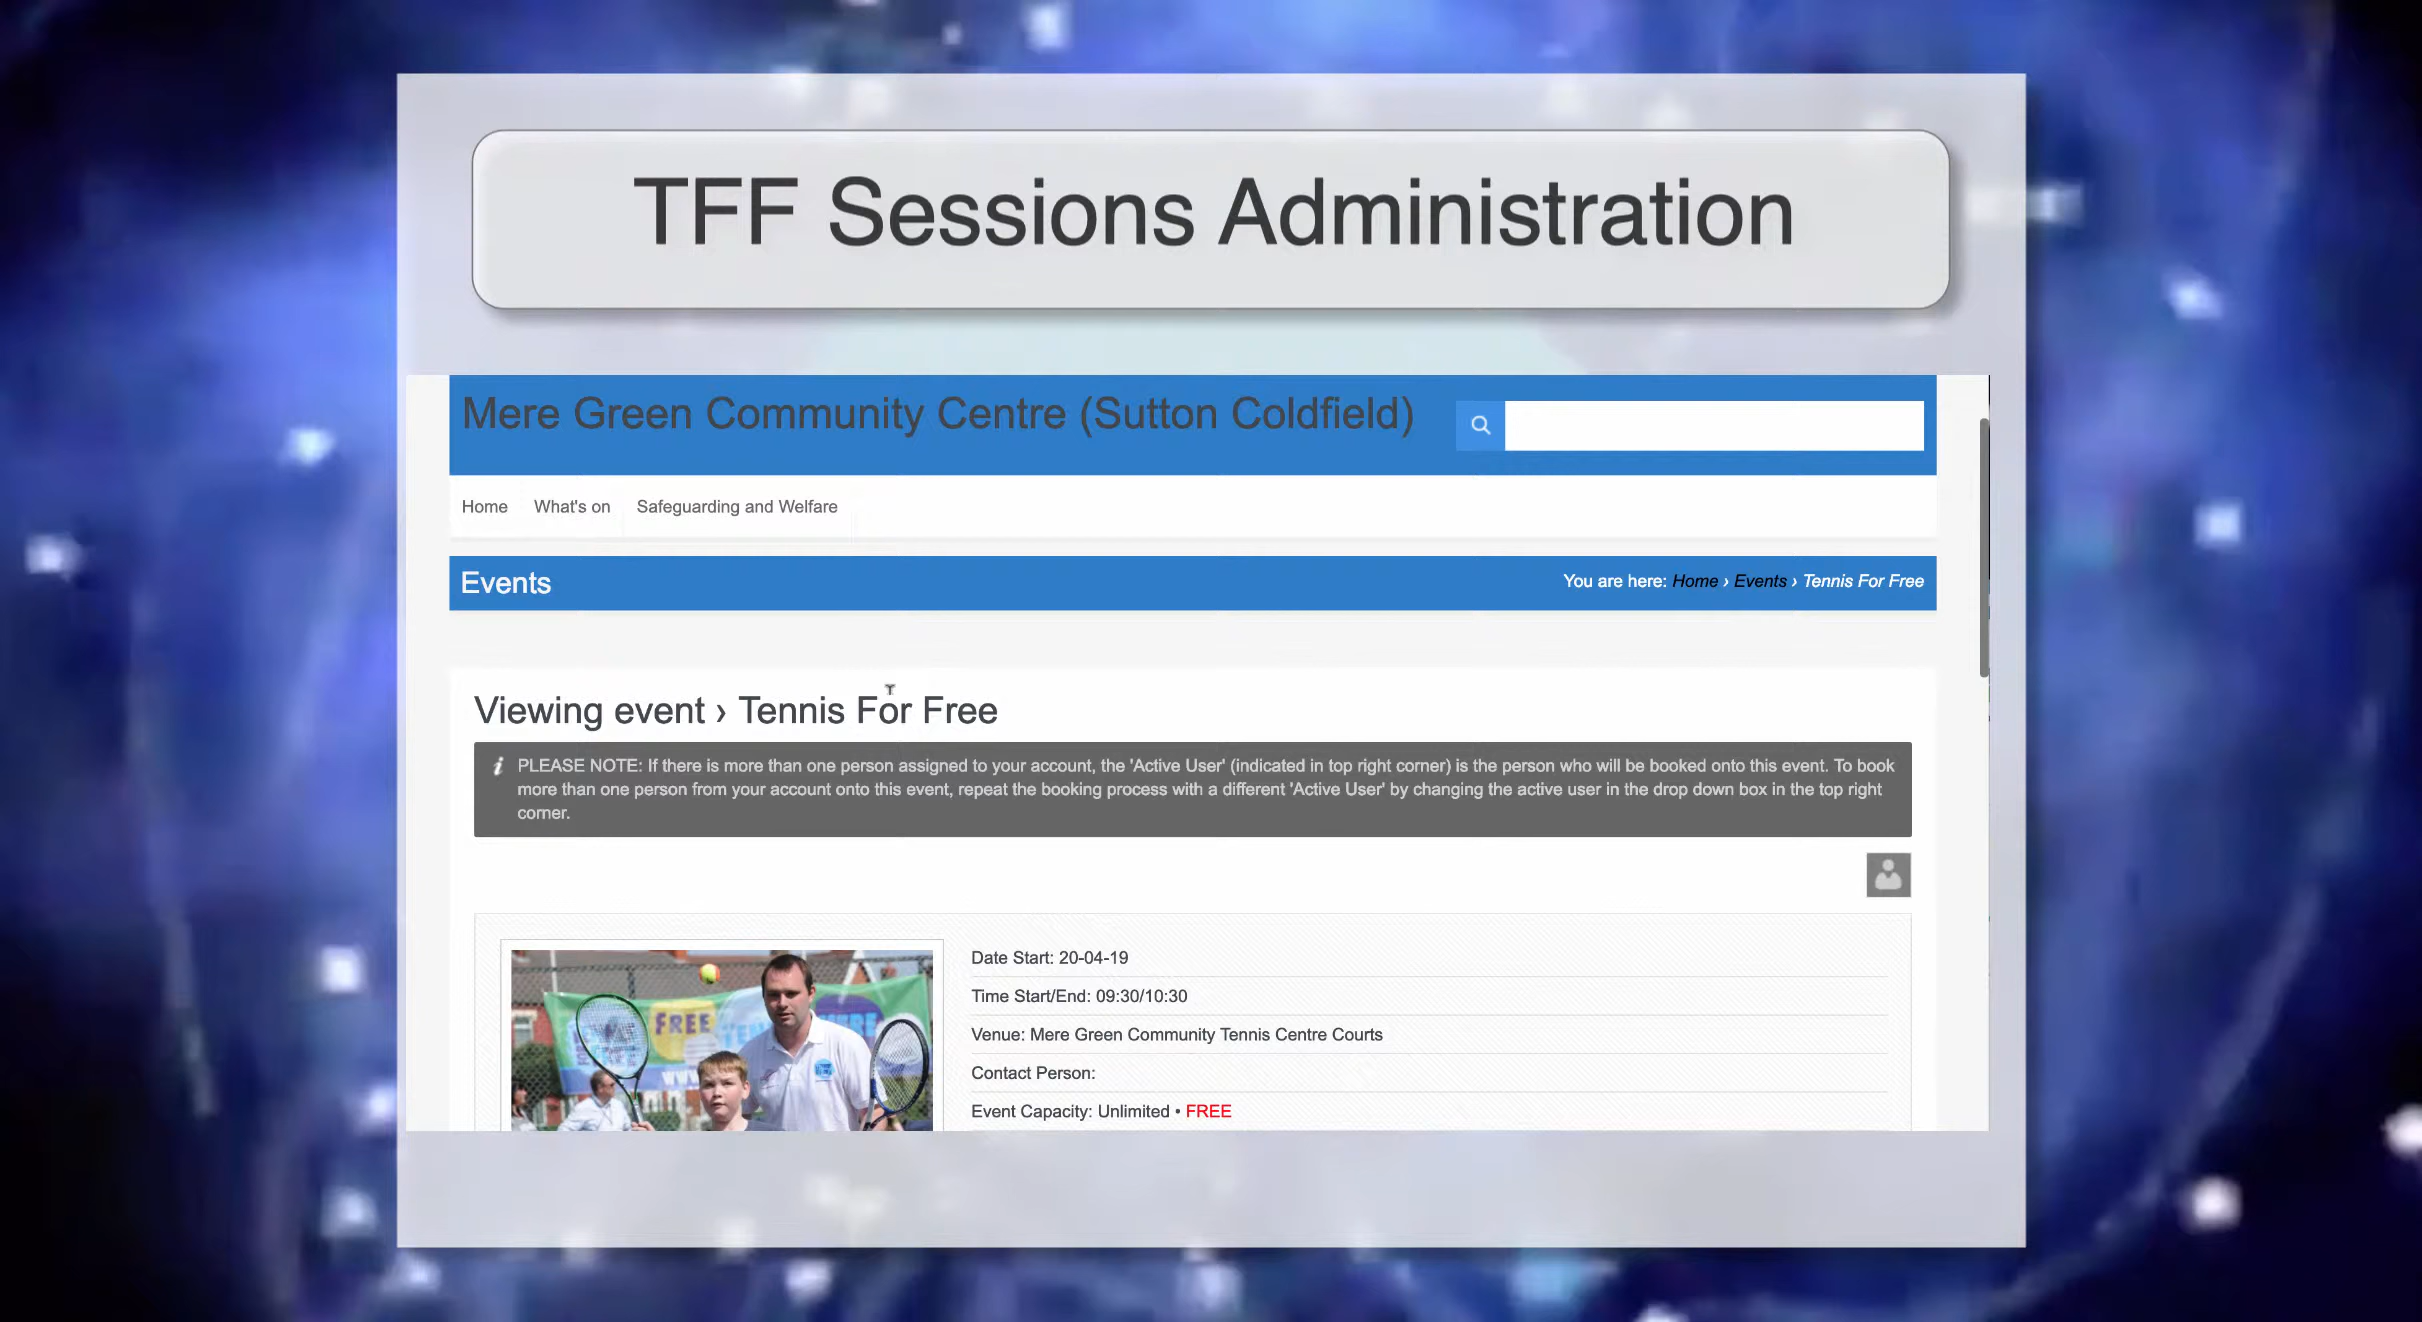 TFF Sessions Administration
Mere Green Community Centre (Sutton Coldfield)
Home What's on Safeguarding and Welfare
Events You are here: Home › Events › Tennis For Free
Viewing event › Tennis For Free
PLEASE NOTE: If there is more than one person assigned to your account, the 'Active User' (indicated in top right corner) is the person who will be booked onto this event. To book
more than one person from your account onto this event, repeat the booking process with a different 'Active User' by changing the active user in the drop down box in the top right
corner.
Date Start: 20-04-19
Time Start/End: 09:30/10:30
Venue: Mere Green Community Tennis Centre Courts
Contact Person:
Event Capacity: Unlimited • FREE
FREE